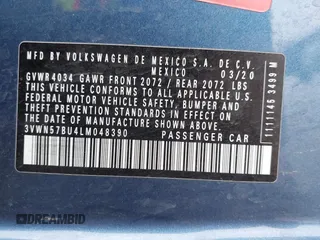 MFD BY VOLKSWAGEN DE MEXICO S.A. DE C.V.
MEXICO 03/20
GVWR4034 GAWR FRONT 2072 / REAR 2072 LBS
THIS VEHICLE CONFORMS TO ALL APPLICABLE U.S.
FEDERAL MOTOR VEHICLE SAFETY, BUMPER AND
THEFT PREVENTION STANDARDS IN EFFECT ON THE
DATE OF MANUFACTURE SHOWN ABOVE
3VWN57BU4LM048390 PASSENGER CAR
1111145 3499 M
DREAMBID